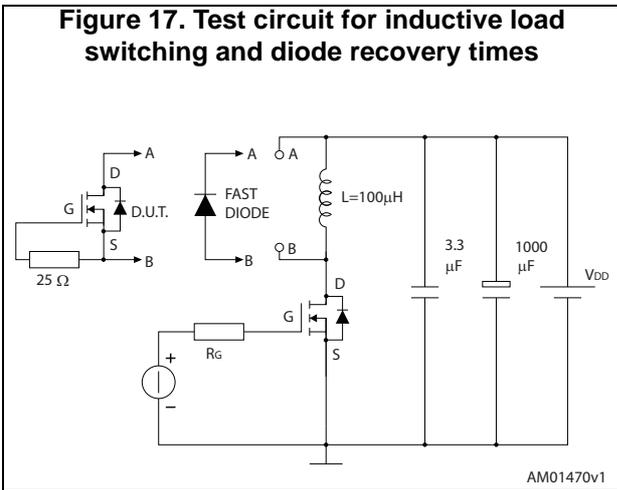 Figure 17. Test circuit for inductive load
switching and diode recovery times
A
D
G
D.U.T.
S
B
25 Ω
A
FAST
DIODE
B
A
L=100μH
B
D
G
S
RG
+
–
3.3
μF
1000
μF
VDD
AM01470v1